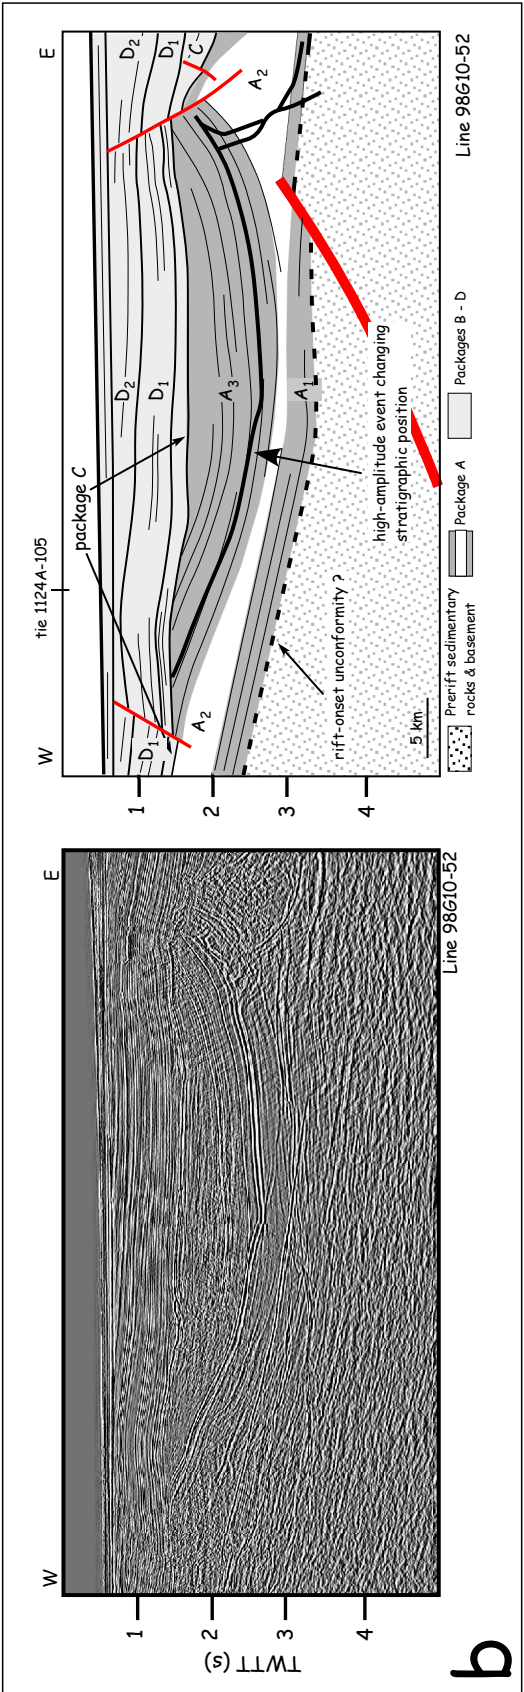 b
W
E
TWTT (s)
1
2
3
4
Line 98G10-52
W
tie 1124A-105
E
1
2
3
4
D2
D2
D1
D1
D1
C
package C
A2
A2
A3
A1
high-amplitude event changing
stratigraphic position
rift-onset unconformity ?
5 km
Line 98G10-52
Prerift sedimentary
rocks & basement
Package A
Packages B - D